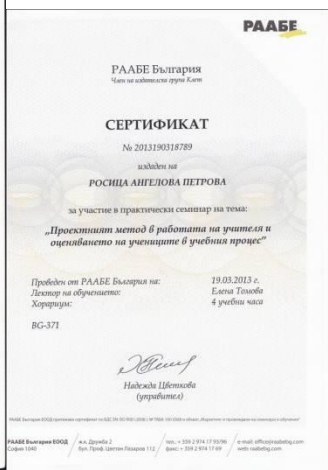 РААБЕ
РААБЕ България
Член на издателска група Клет
СЕРТИФИКАТ
№ 2013190318789
издаден на
РОСИЦА АНГЕЛОВА ПЕТРОВА
за участие в практически семинар на тема:
„Проектният метод в работата на учителя и
оценяването на учениците в учебния процес"
Проведен от РААБЕ България на: 19.03.2013 г.
Лектор на обучението: Елена Томова
Хорариум: 4 учебни часа
BG-371
Надежда Цветкова
(управител)
РААБЕ България ЕООД ж.к. Дружба 2 тел.: + 359 2 974 17 93/96 e-mail: office@raabebg.com
София 1040 бул. Проф. Цветан Лазаров 112 факс: + 359 2 974 17 69 web: raabebg.com